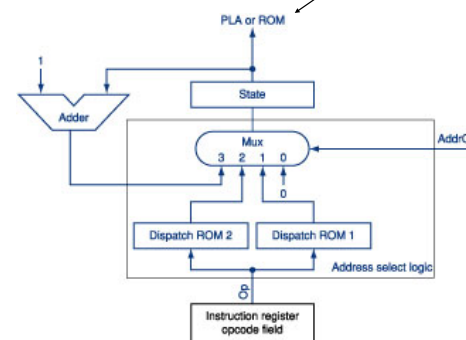 PLA or ROM
1
State
Adder
Mux
3 2 1 0
0
Dispatch ROM 2
Dispatch ROM 1
Address select logic
Op
Instruction register
opcode field